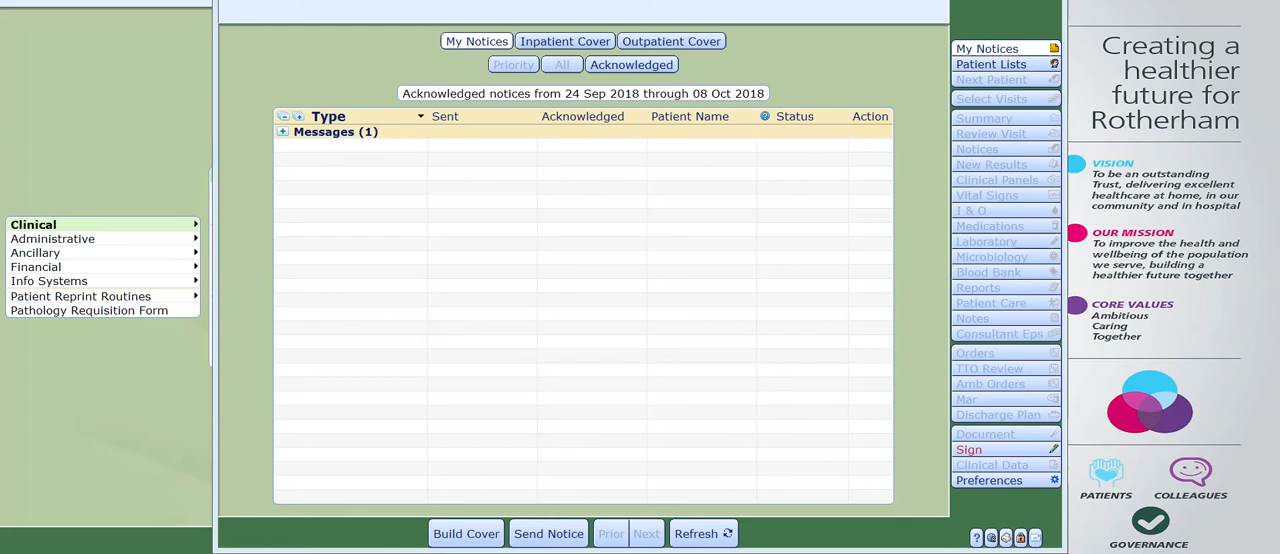 Clinical
Administrative
Ancillary
Financial
Info Systems
Patient Reprint Routines
Pathology Requisition Form
My Notices
Inpatient Cover
Outpatient Cover
Priority
All
Acknowledged
Acknowledged notices from 24 Sep 2018 through 08 Oct 2018
Type Sent Acknowledged Patient Name Status Action
Messages (1)
Build Cover
Send Notice
Prior
Next
Refresh
My Notices
Patient Lists
Next Patient
Select Visits
Summary
Review Visit
Notices
New Results
Clinical Panels
Vital Signs
I & O
Medications
Laboratory
Microbiology
Blood Bank
Reports
Patient Care
Notes
Consultant Eps
Orders
TTO Review
Amb Orders
Mar
Discharge Plan
Document
Sign
Clinical Data
Preferences
Creating a
healthier
future for
Rotherham
VISION
To be an outstanding
Trust, delivering excellent
healthcare at home, in our
community and in hospital
OUR MISSION
To improve the health and
wellbeing of the population
we serve, building a
healthier future together
CORE VALUES
Ambitious
Caring
Together
PATIENTS
COLLEAGUES
GOVERNANCE